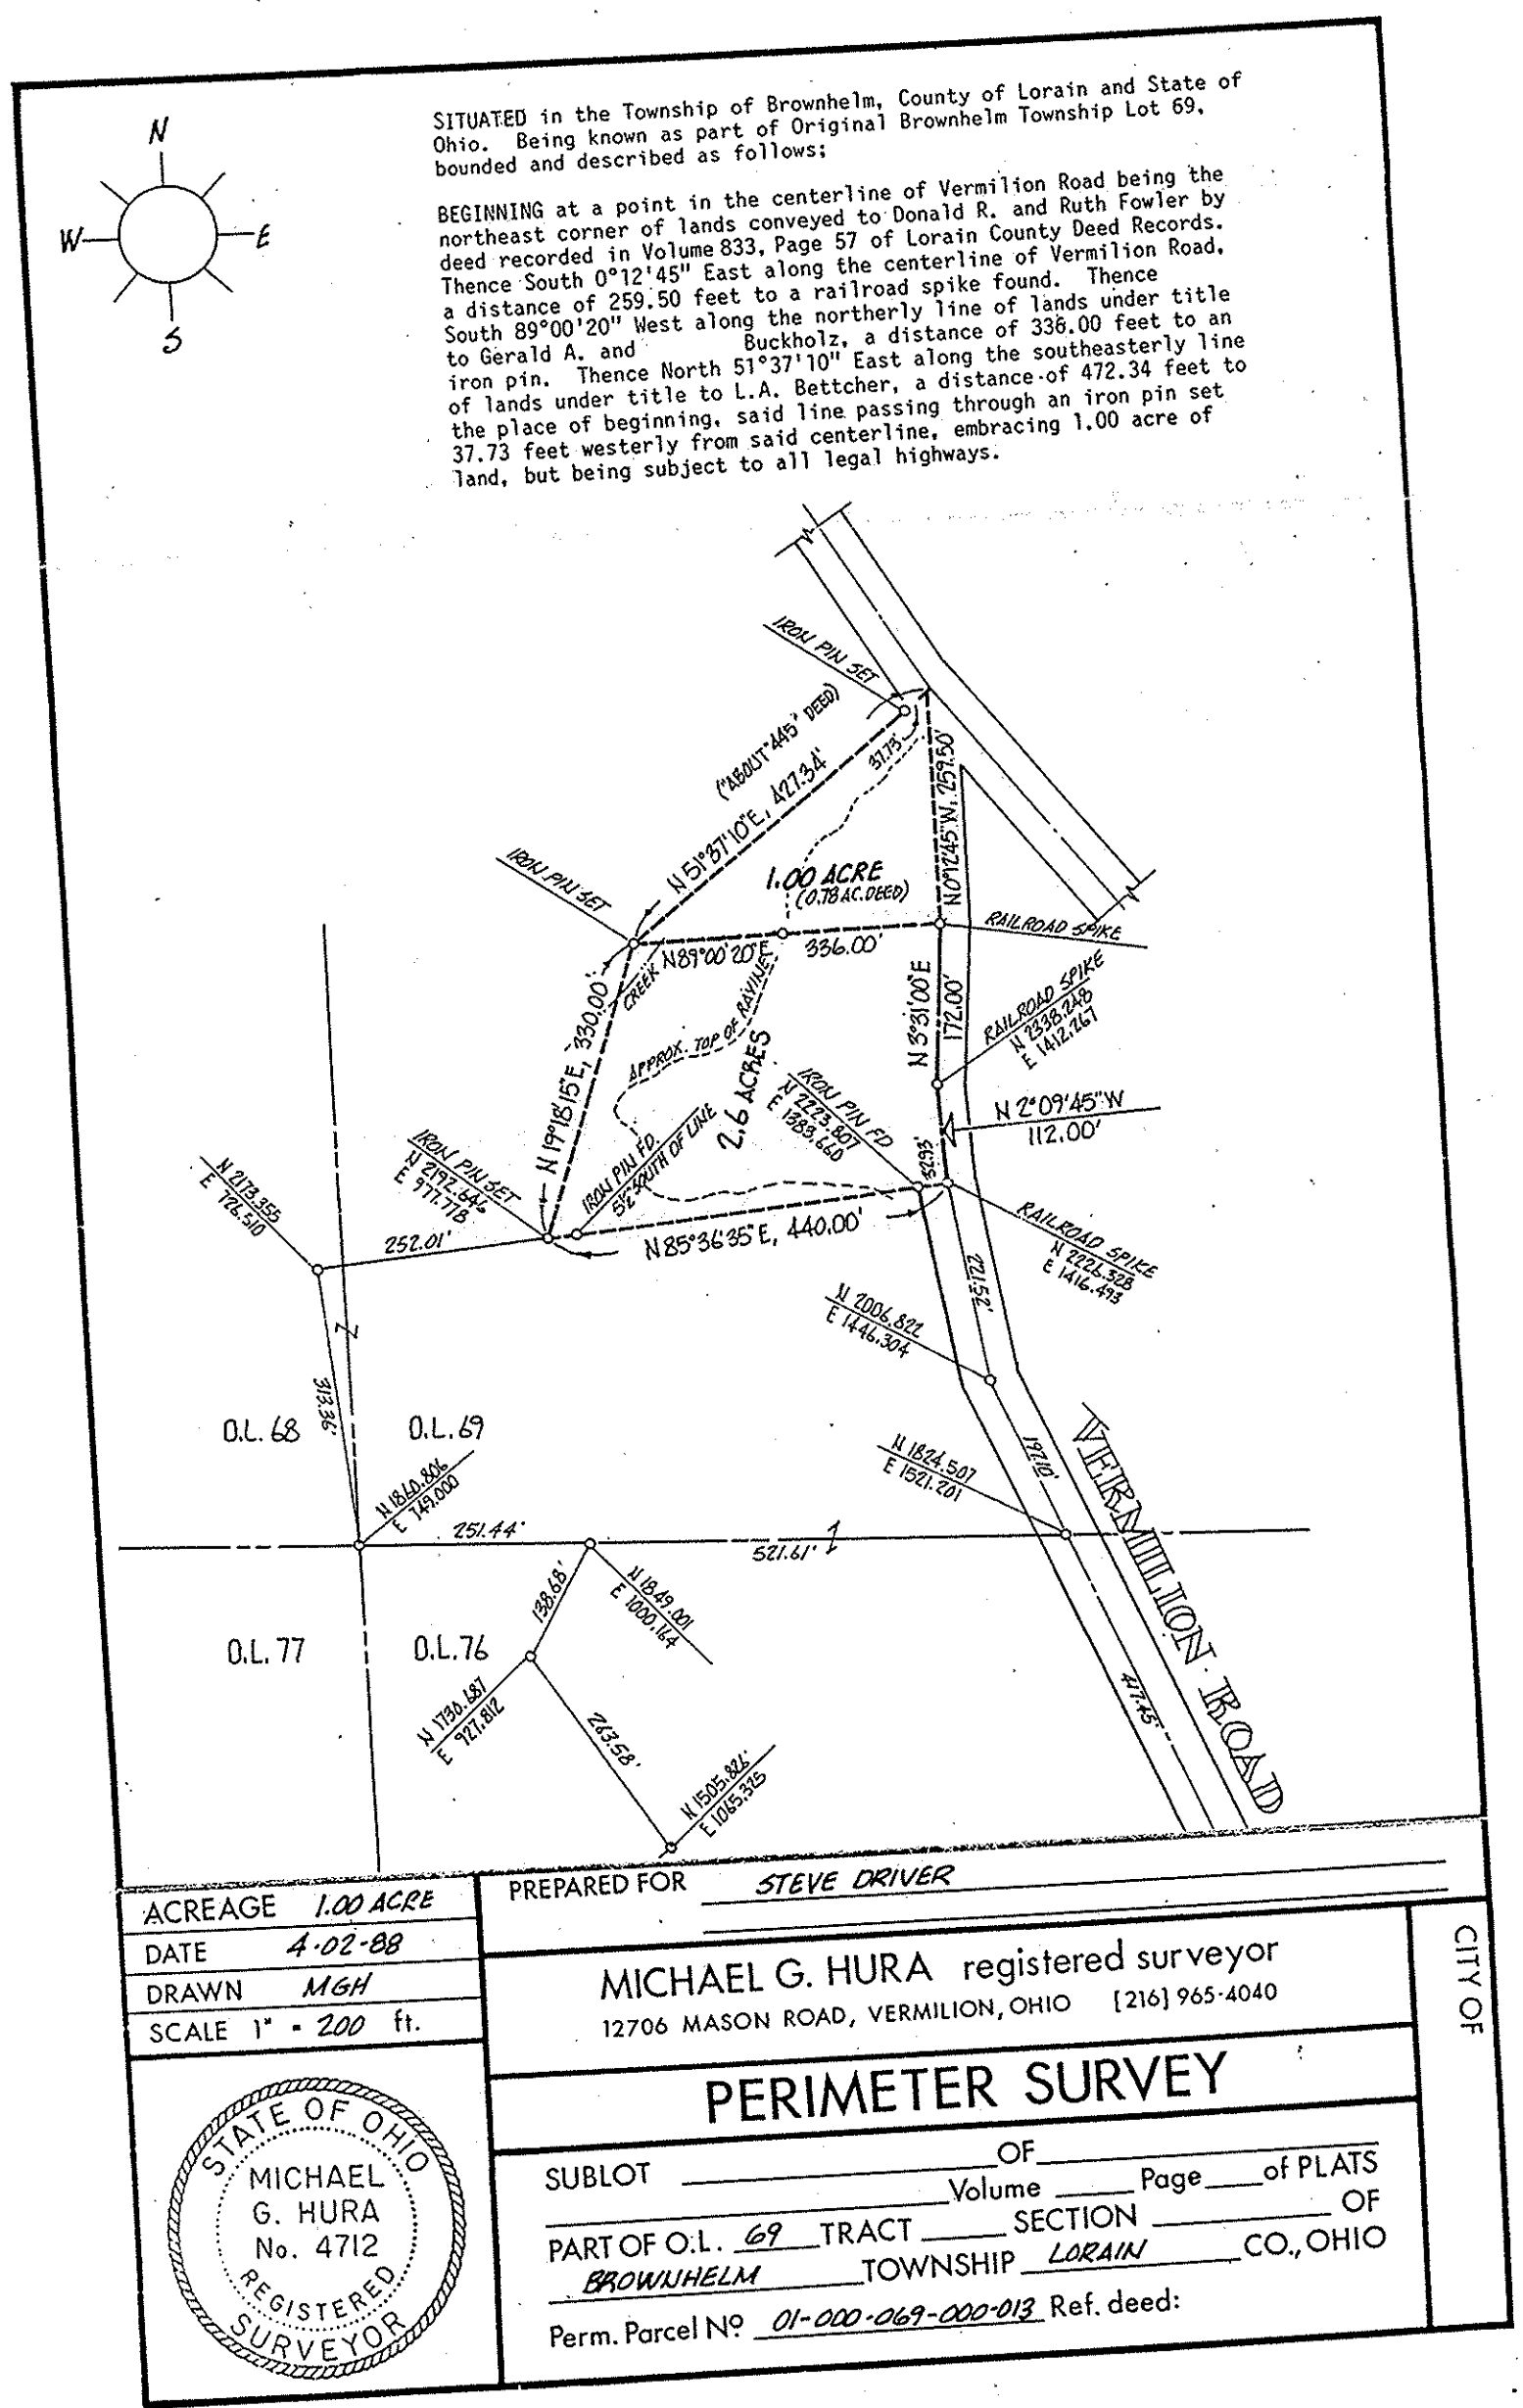 N
W
E
S
SITUATED in the Township of Brownhelm, County of Lorain and State of
Ohio. Being known as part of Original Brownhelm Township Lot 69,
bounded and described as follows;
BEGINNING at a point in the centerline of Vermilion Road being the
northeast corner of lands conveyed to Donald R. and Ruth Fowler by
deed recorded in Volume 833, Page 57 of Lorain County Deed Records.
Thence South 0°12'45" East along the centerline of Vermilion Road,
a distance of 259.50 feet to a railroad spike found. Thence
South 89°00'20" West along the northerly line of lands under title
to Gerald A. and Buckholz, a distance of 336.00 feet to an
iron pin. Thence North 51°37'10" East along the southeasterly line
of lands under title to L.A. Bettcher, a distance of 472.34 feet to
the place of beginning, said line passing through an iron pin set
37.73 feet westerly from said centerline, embracing 1.00 acre of
land, but being subject to all legal highways.
IRON PIN SET
("ABOUT" 445' DEED)
N 51°37'10"E, 427.34'
37.73'
N0°12'45"W, 259.50'
IRON PIN SET
1.00 ACRE
(0.78 AC. DEED)
RAILROAD SPIKE
N89°00'20"E
336.00'
CREEK
N 19°18'15"E, 330.00'
APPROX. TOP OF RAVINE
2.6 ACRES
N 3°31'00"E
172.00'
RAILROAD SPIKE
N 2338.248
E 1412.267
N 2°09'45"W
112.00'
IRON PIN FD
N 2223.807
E 1383.660
32.93'
IRON PIN FD.
5½" SOUTH OF LINE
IRON PIN SET
N 2192.646
E 977.778
N 2173.355
E 726.510
252.01'
N 85°36'35"E, 440.00'
RAILROAD SPIKE
N 2226.328
E 1416.493
221.52'
N 2006.822
E 1446.304
313.36'
O.L. 68
O.L. 69
N 1860.806
E 749.000
N 1824.507
E 1521.201
197.10'
VERMILION ROAD
251.44'
521.61'
138.68'
N 1849.001
E 1000.164
O.L. 77
O.L. 76
N 1730.687
E 927.812
263.58'
417.45'
N 1505.826
E 1065.325
ACREAGE 1.00 ACRE
DATE 4-02-88
DRAWN MGH
SCALE 1" = 200 ft.
PREPARED FOR STEVE DRIVER
MICHAEL G. HURA registered surveyor
12706 MASON ROAD, VERMILION, OHIO [216] 965-4040
CITY OF
PERIMETER SURVEY
STATE OF OHIO
MICHAEL
G. HURA
No. 4712
REGISTERED
SURVEYOR
SUBLOT OF
Volume Page of PLATS
PART OF O.L. 69 TRACT SECTION OF
BROWNHELM TOWNSHIP LORAIN CO., OHIO
Perm. Parcel Nº 01-000-069-000-013 Ref. deed: